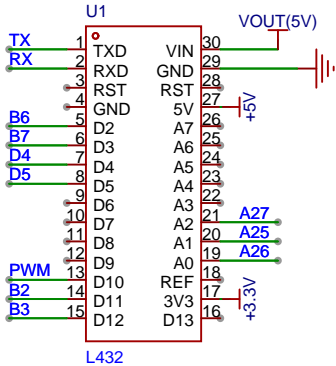 U1
VOUT(5V)
TX 1 TXD VIN 30
RX 2 RXD GND 29
3 RST RST 28
4 GND 5V 27 +5V
B6 5 D2 A7 26
B7 6 D3 A6 25
D4 7 D4 A5 24
D5 8 D5 A4 23
9 D6 A3 22
10 D7 A2 21 A27
11 D8 A1 20 A25
12 D9 A0 19 A26
PWM 13 D10 REF 18
B2 14 D11 3V3 17 +3.3V
B3 15 D12 D13 16
L432